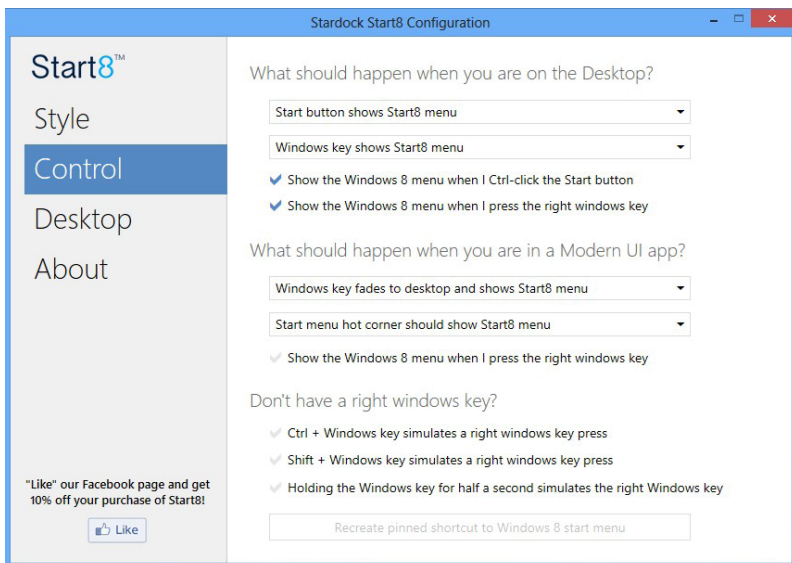 Stardock Start8 Configuration
Start8™
Style
Control
Desktop
About
"Like" our Facebook page and get
10% off your purchase of Start8!
Like
What should happen when you are on the Desktop?
Start button shows Start8 menu
Windows key shows Start8 menu
Show the Windows 8 menu when I Ctrl-click the Start button
Show the Windows 8 menu when I press the right windows key
What should happen when you are in a Modern UI app?
Windows key fades to desktop and shows Start8 menu
Start menu hot corner should show Start8 menu
Show the Windows 8 menu when I press the right windows key
Don't have a right windows key?
Ctrl + Windows key simulates a right windows key press
Shift + Windows key simulates a right windows key press
Holding the Windows key for half a second simulates the right Windows key
Recreate pinned shortcut to Windows 8 start menu